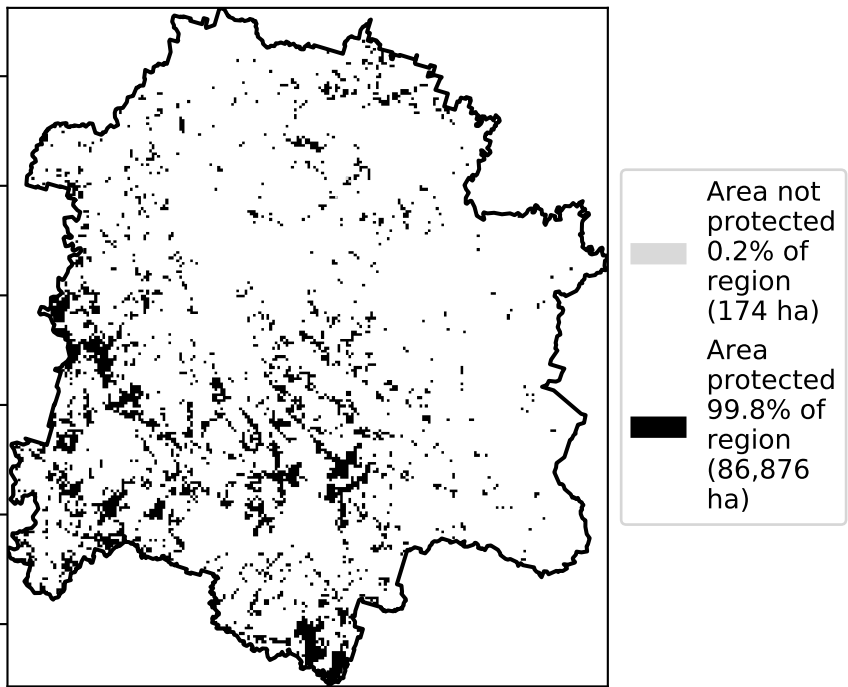 Area not
protected
0.2% of
region
(174 ha)
Area
protected
99.8% of
region
(86,876
ha)